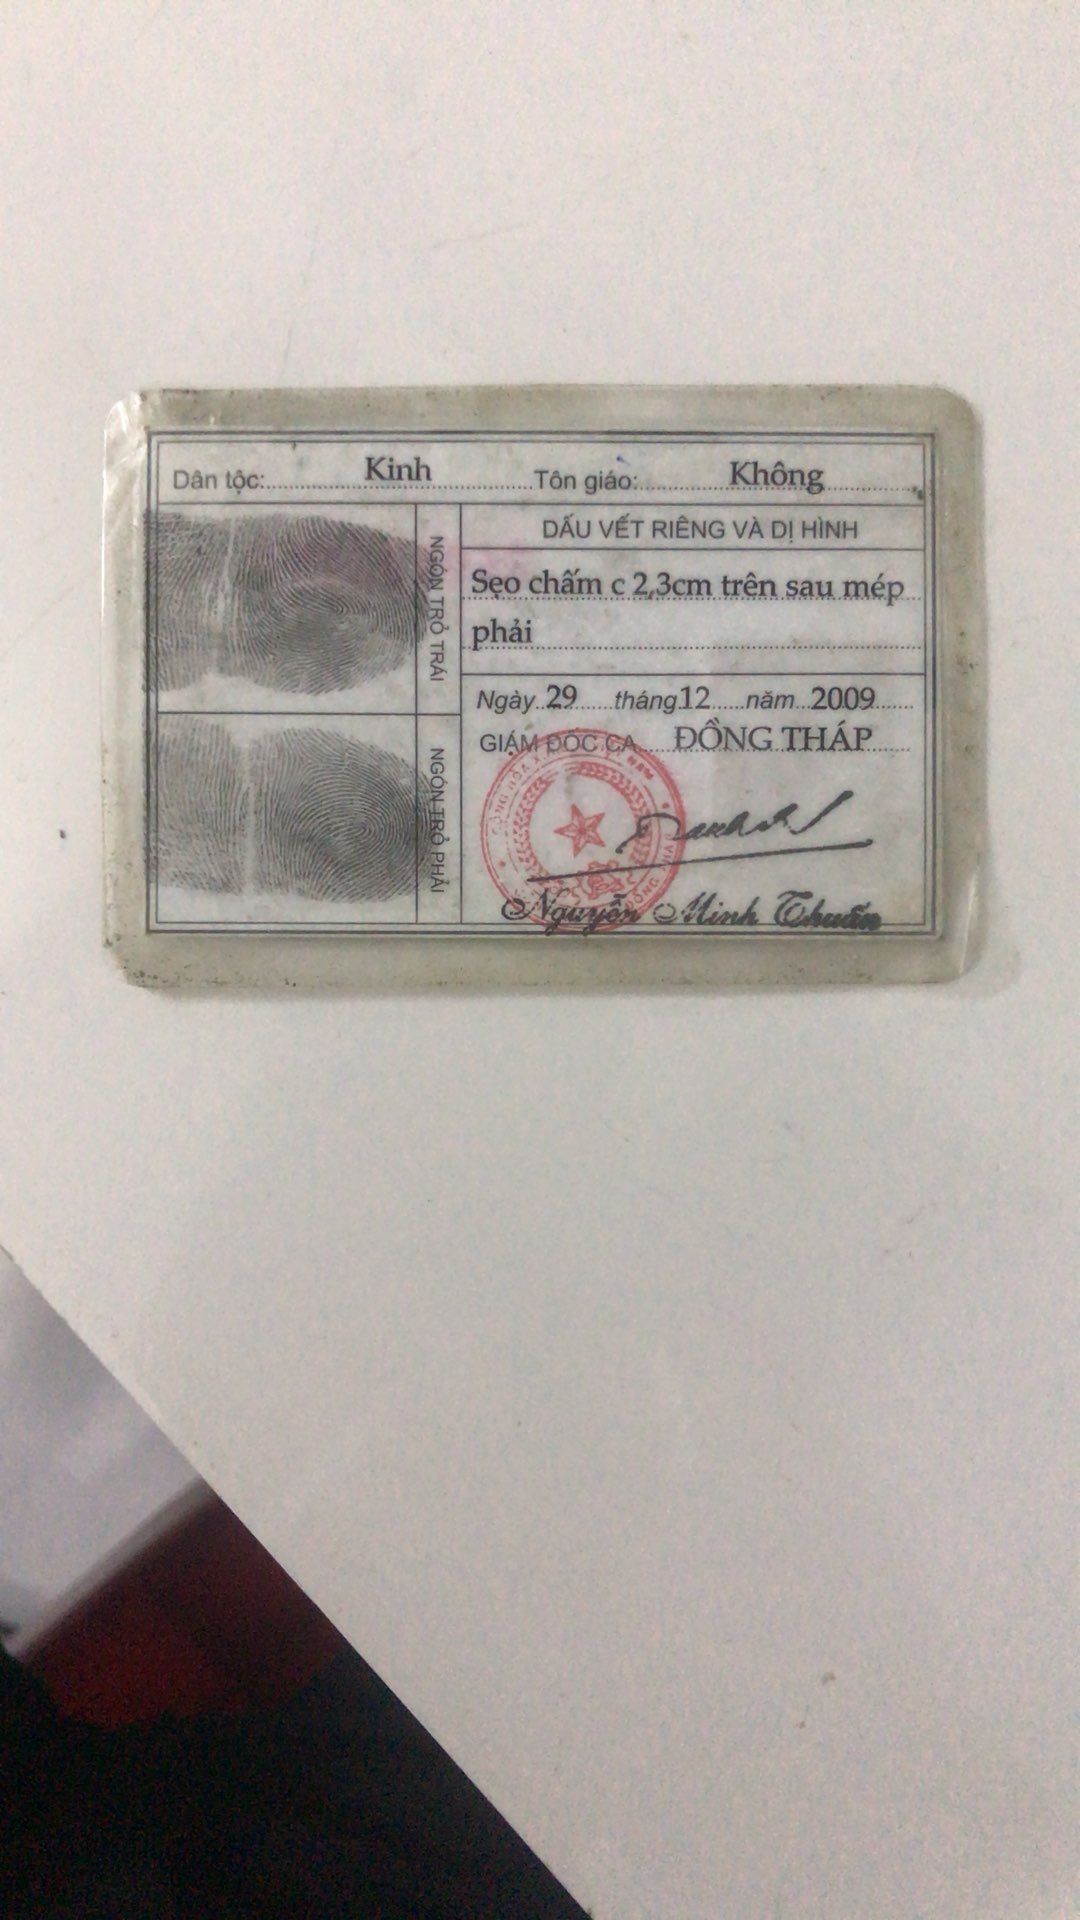 Dân tộc: Kinh Tôn giáo: Không
NGÓN TRỎ TRÁI
NGÓN TRỎ PHẢI
DẤU VẾT RIÊNG VÀ DỊ HÌNH
Sẹo chấm c 2,3cm trên sau mép
phải
Ngày 29 tháng 12 năm 2009
GIÁM ĐỐC CA ĐỒNG THÁP
Nguyễn Minh Thuấn